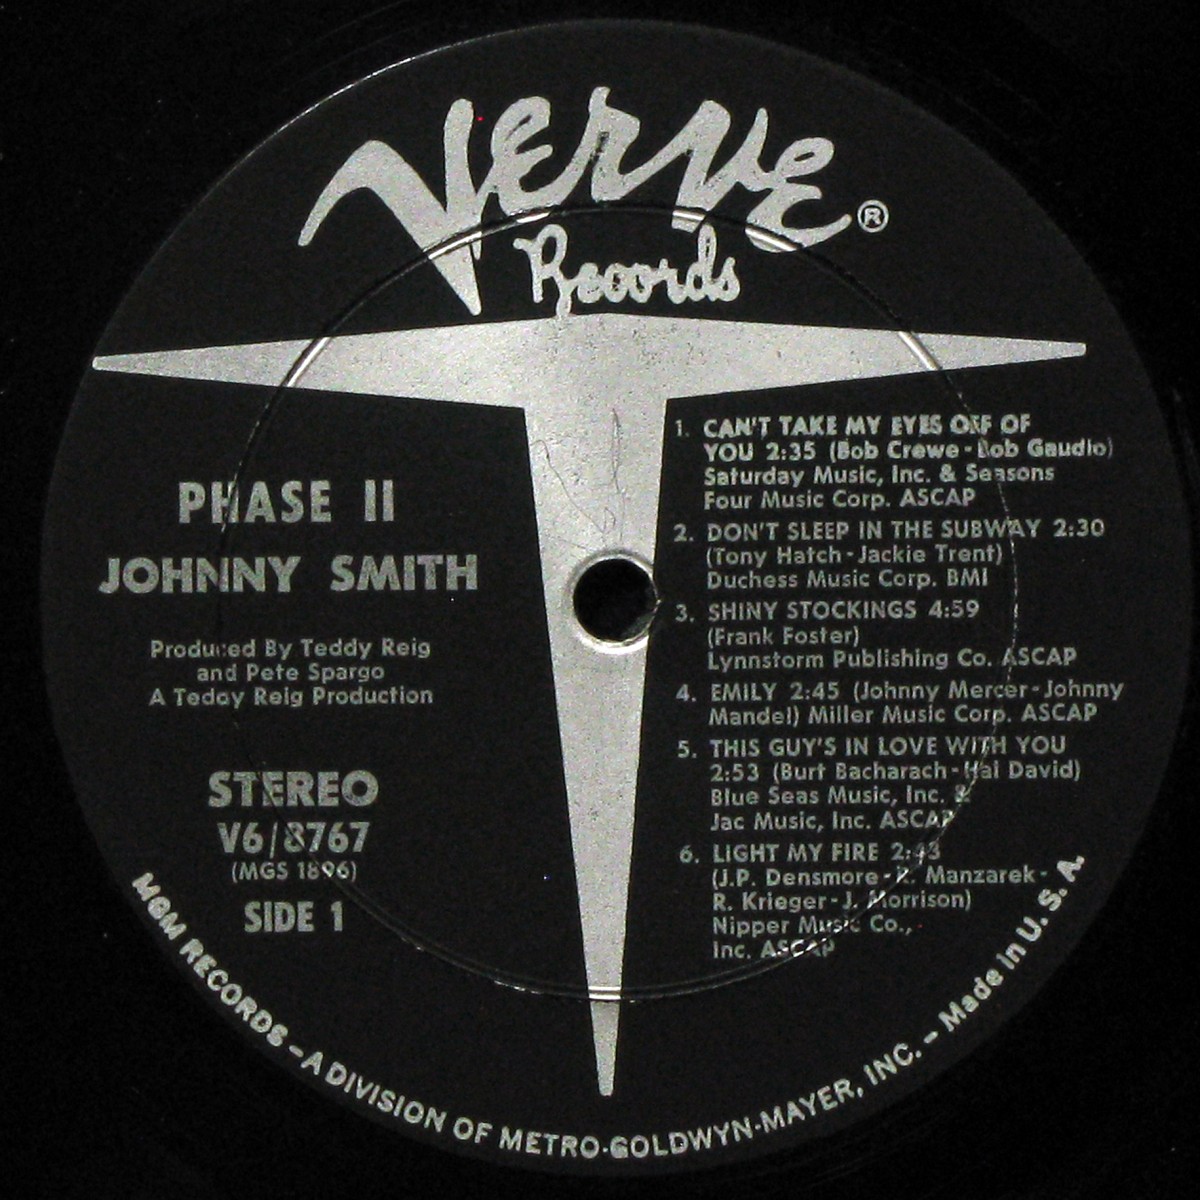 Verve®
Records
PHASE II
JOHNNY SMITH
Produced By Teddy Reig
and Pete Spargo
A Teddy Reig Production
STEREO
V6/8767
(MGS 1896)
SIDE 1
1. CAN'T TAKE MY EYES OFF OF
YOU 2:35 (Bob Crewe-Bob Gaudio)
Saturday Music, Inc. & Seasons
Four Music Corp. ASCAP
2. DON'T SLEEP IN THE SUBWAY 2:30
(Tony Hatch-Jackie Trent)
Duchess Music Corp. BMI
3. SHINY STOCKINGS 4:59
(Frank Foster)
Lynnstorm Publishing Co. ASCAP
4. EMILY 2:45 (Johnny Mercer-Johnny
Mandel) Miller Music Corp. ASCAP
5. THIS GUY'S IN LOVE WITH YOU
2:53 (Burt Bacharach-Hal David)
Blue Seas Music, Inc. &
Jac Music, Inc. ASCAP
6. LIGHT MY FIRE 2:43
(J.P. Densmore-R. Manzarek-
R. Krieger-J. Morrison)
Nipper Music Co.,
Inc. ASCAP
MGM RECORDS – A DIVISION OF METRO-GOLDWYN-MAYER, INC. – Made in U.S.A.